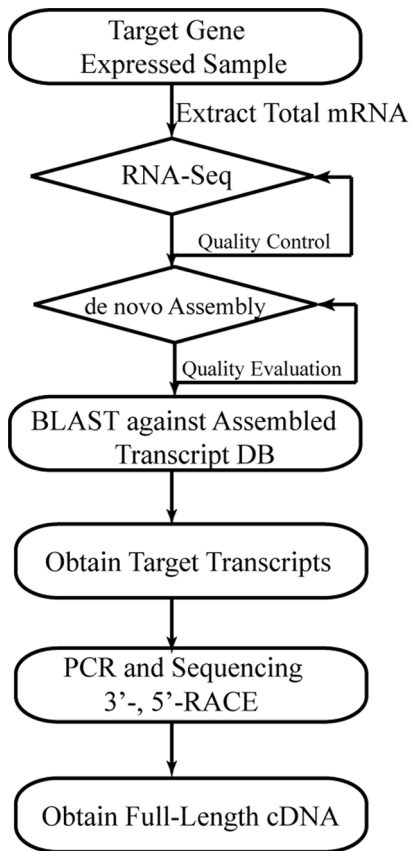 Target Gene
Expressed Sample
Extract Total mRNA
RNA-Seq
Quality Control
de novo Assembly
Quality Evaluation
BLAST against Assembled
Transcript DB
Obtain Target Transcripts
PCR and Sequencing
3’-, 5’-RACE
Obtain Full-Length cDNA